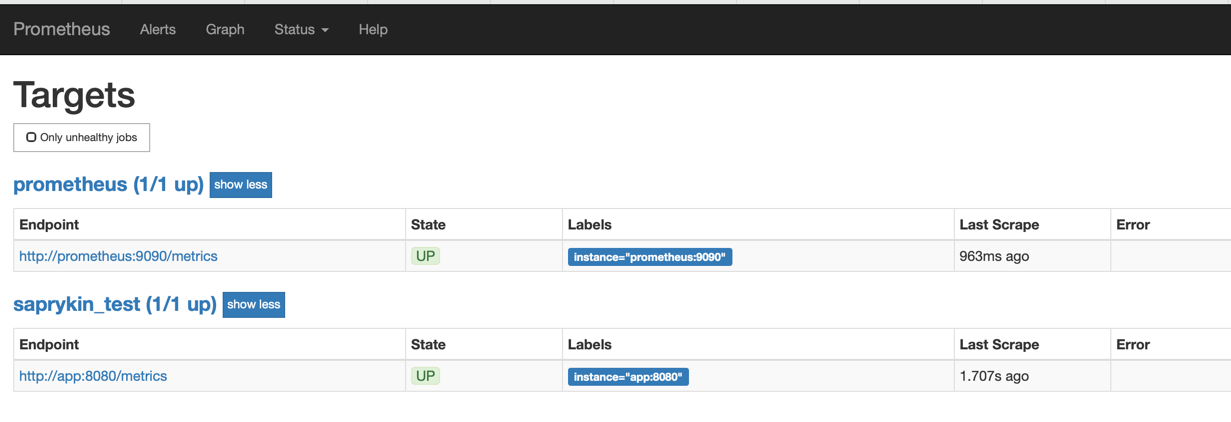 Prometheus Alerts Graph Status Help
Targets
Only unhealthy jobs
prometheus (1/1 up) show less
Endpoint State Labels Last Scrape Error
http://prometheus:9090/metrics UP instance="prometheus:9090" 963ms ago
saprykin_test (1/1 up) show less
Endpoint State Labels Last Scrape Error
http://app:8080/metrics UP instance="app:8080" 1.707s ago